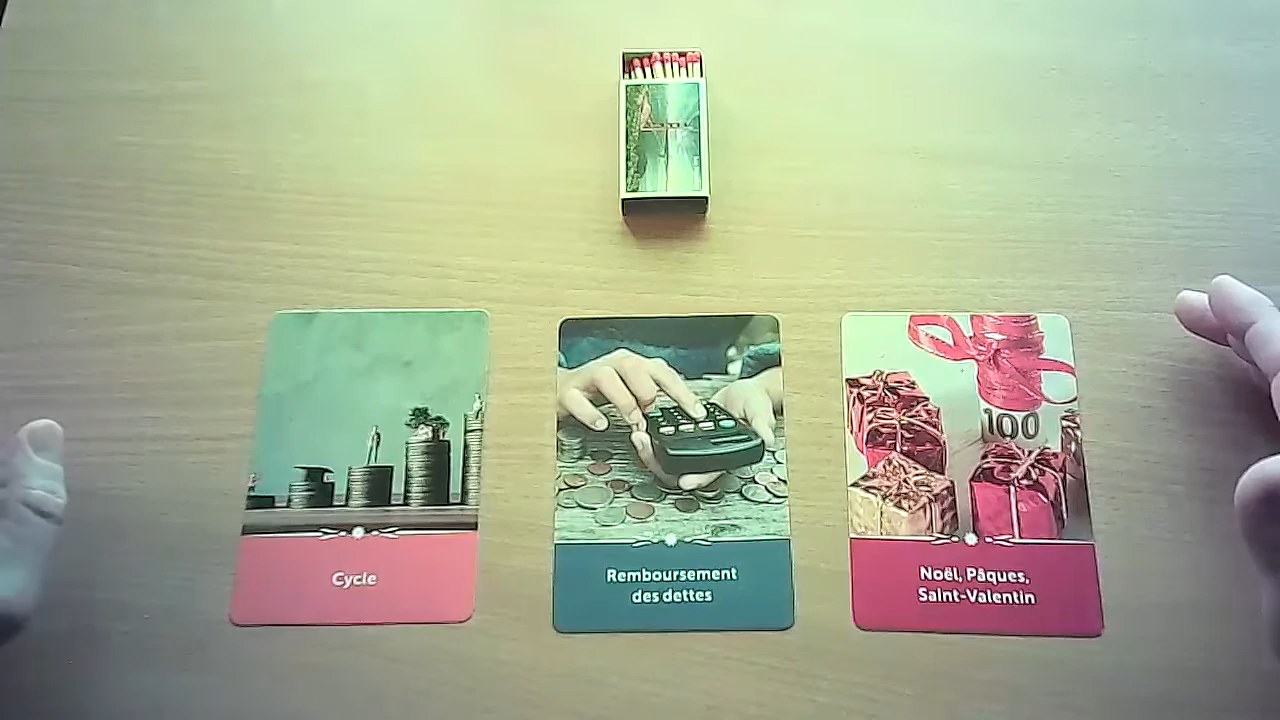 100
Cycle
Remboursement
des dettes
Noël, Pâques,
Saint-Valentin